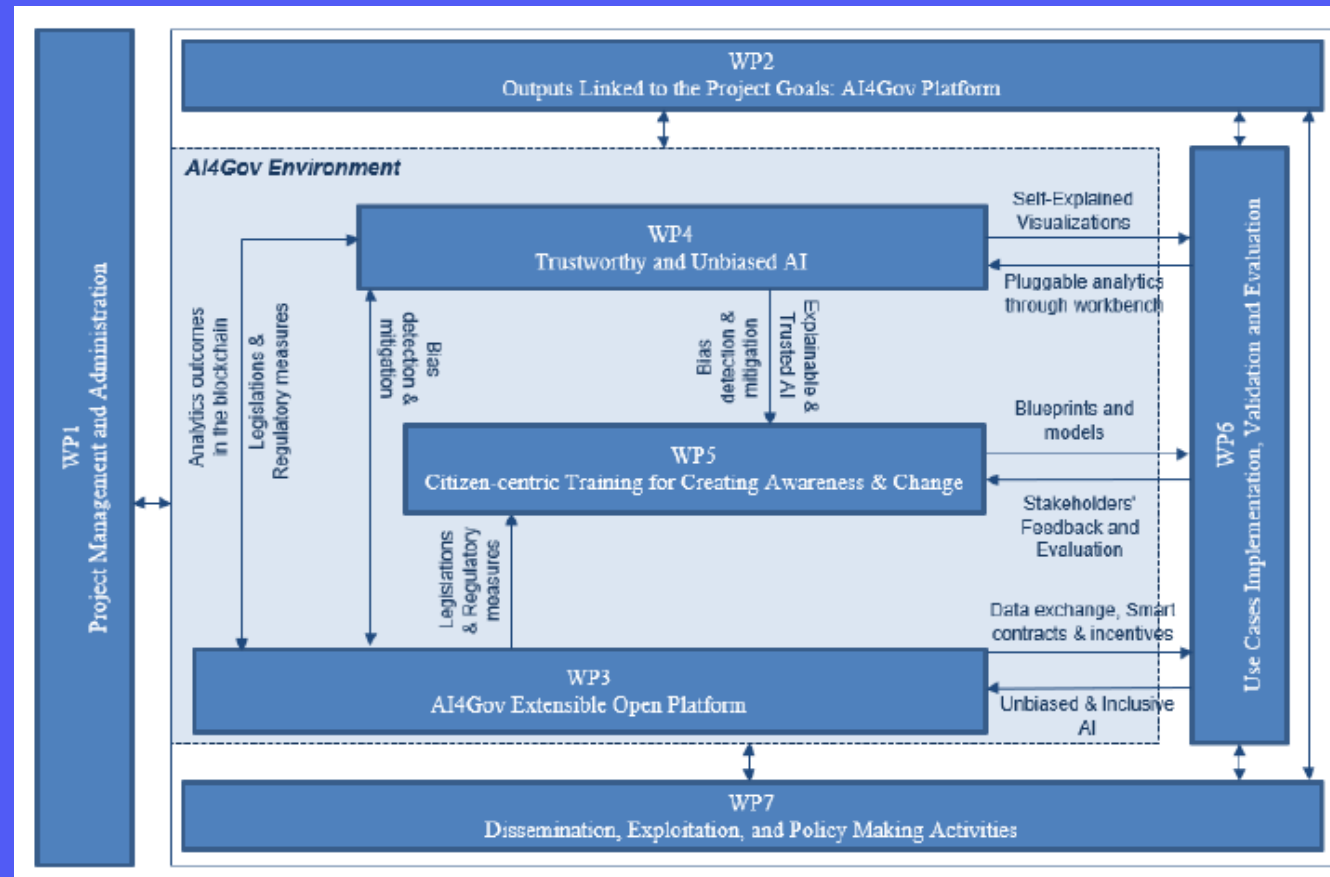 WP2
Outputs Linked to the Project Goals: AI4Gov Platform
WP1
Project Management and Administration
AI4Gov Environment
WP4
Trustworthy and Unbiased AI
Self-Explained
Visualizations
Pluggable analytics
through workbench
Analytics outcomes
in the blockchain
Legislations &
Regulatory measures
Bias
detection &
mitigation
Bias
detection &
mitigation
Explainable &
Trusted AI
WP5
Citizen-centric Training for Creating Awareness & Change
Blueprints and
models
Stakeholders'
Feedback and
Evaluation
Legislations
& Regulatory
measures
WP3
AI4Gov Extensible Open Platform
Data exchange, Smart
contracts & incentives
Unbiased & Inclusive
AI
WP6
Use Cases Implementation, Validation and Evaluation
WP7
Dissemination, Exploitation, and Policy Making Activities